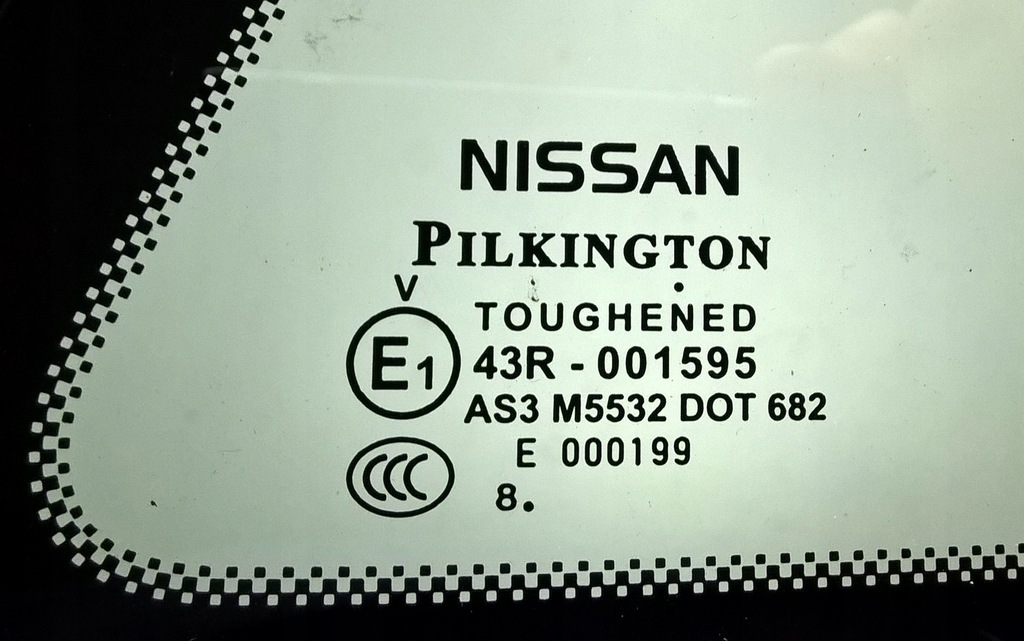 NISSAN
PILKINGTON
V
TOUGHENED
E1 43R - 001595
AS3 M5532 DOT 682
E 000199
CCC
8.